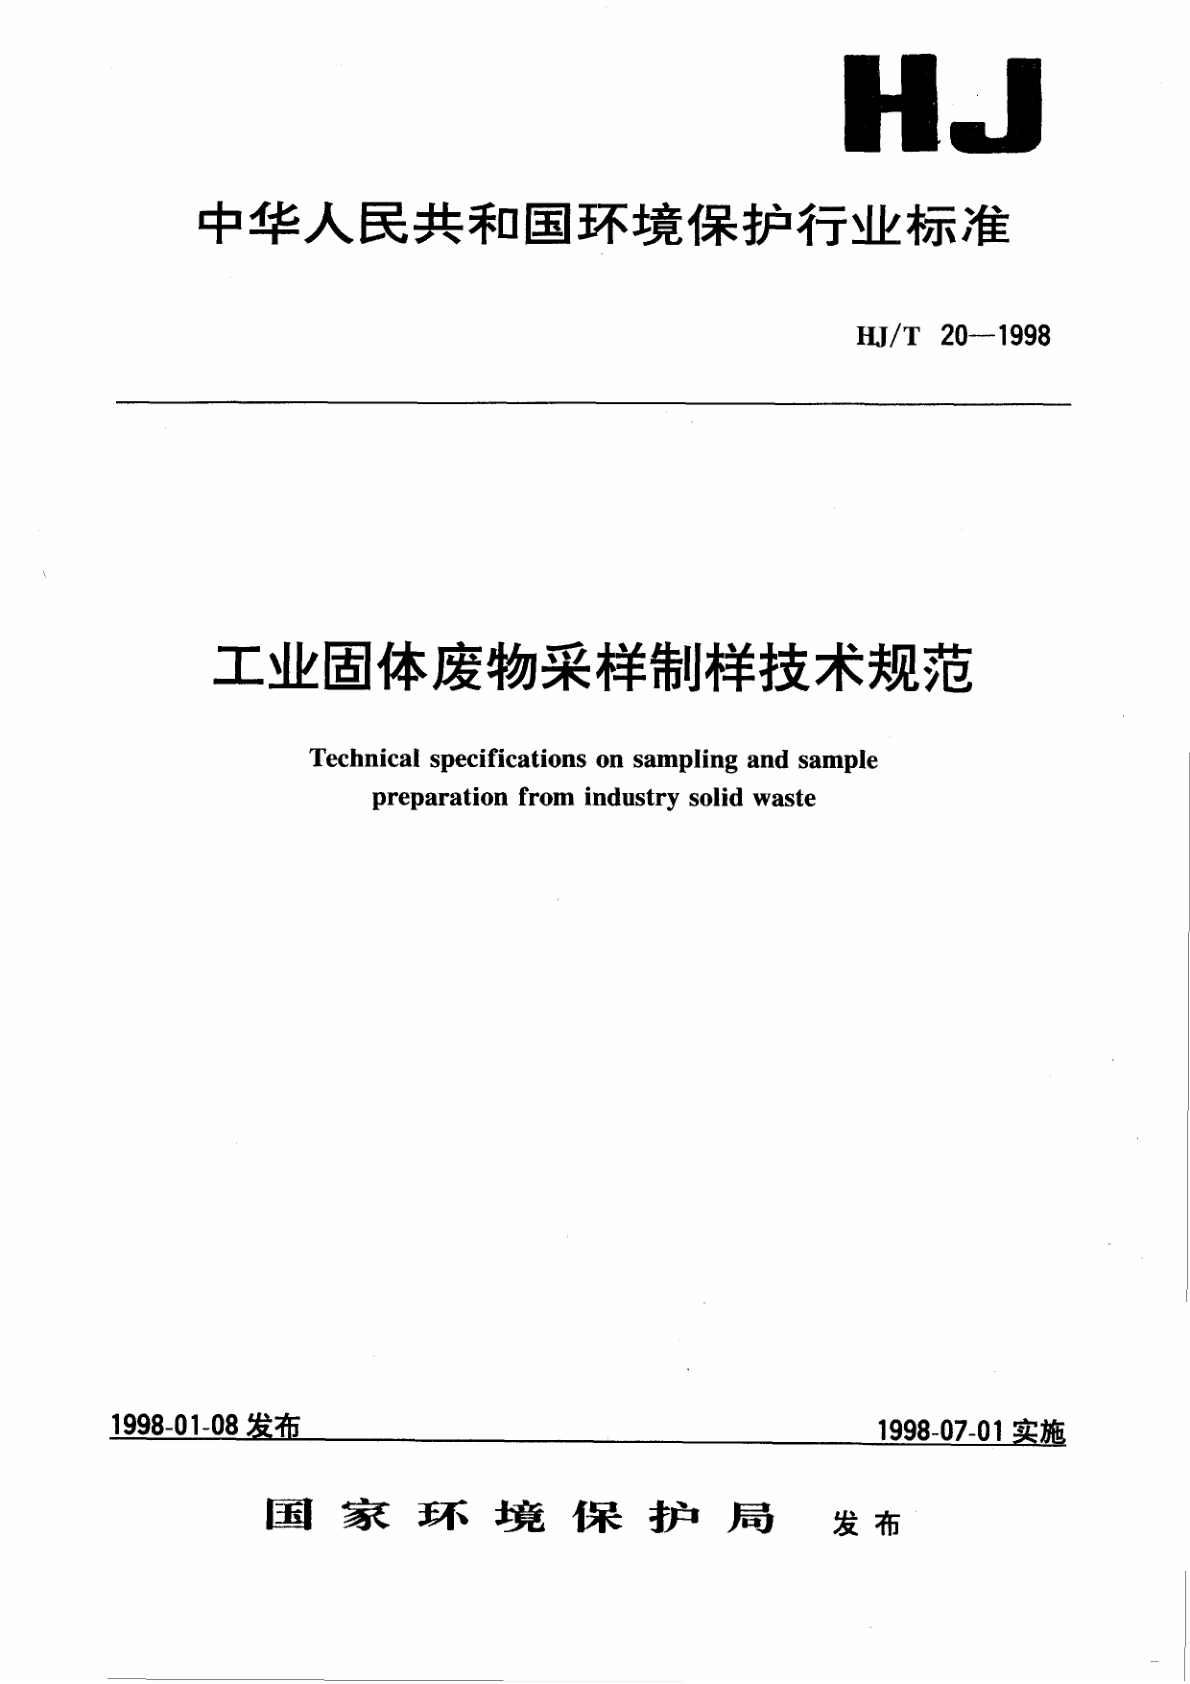 HJ
中华人民共和国环境保护行业标准
HJ/T 20—1998
工业固体废物采样制样技术规范
Technical specifications on sampling and sample
preparation from industry solid waste
1998-01-08 发布
1998-07-01 实施
国家环境保护局 发布